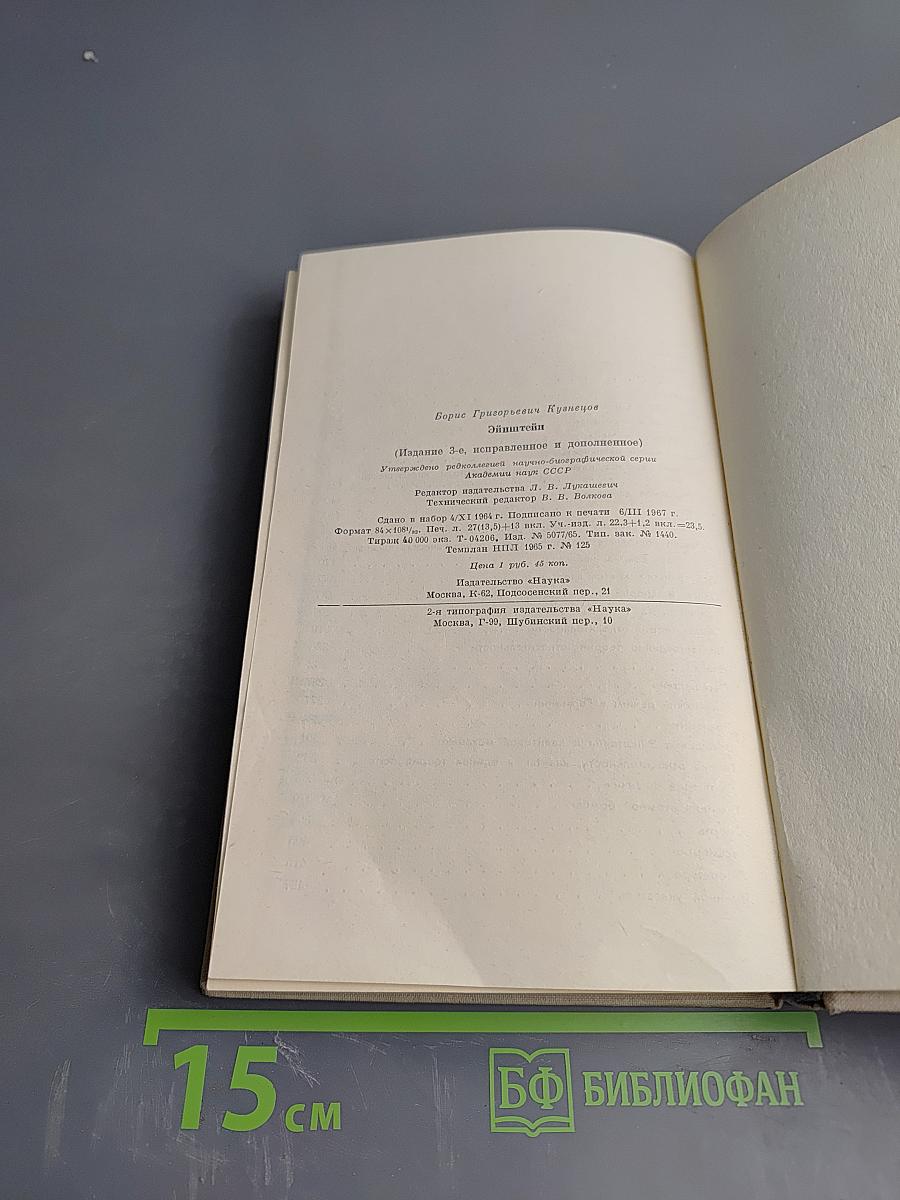 Борис Григорьевич Кузнецов
Эйнштейн
(Издание 3-е, исправленное и дополненное)
Утверждено редколлегией научно-биографической серии
Академии наук СССР
Редактор издательства Л. В. Лукашевич
Технический редактор В. В. Волкова
Сдано в набор 4/XI 1964 г. Подписано к печати 6/III 1967 г.
Формат 84×108¹/₃₂. Печ. л. 27(13,5)+13 вкл. Уч.-изд. л. 22,3+1,2 вкл.=23,5.
Тираж 40 000 экз. Т-04206. Изд. № 5077/65. Тип. зак. № 1440.
Темплан НПЛ 1965 г. № 125
Цена 1 руб. 45 коп.
Издательство «Наука»
Москва, К-62, Подсосенский пер., 21
2-я типография издательства «Наука»
Москва, Г-99, Шубинский пер., 10
15 см
БФ БИБЛИОФАН